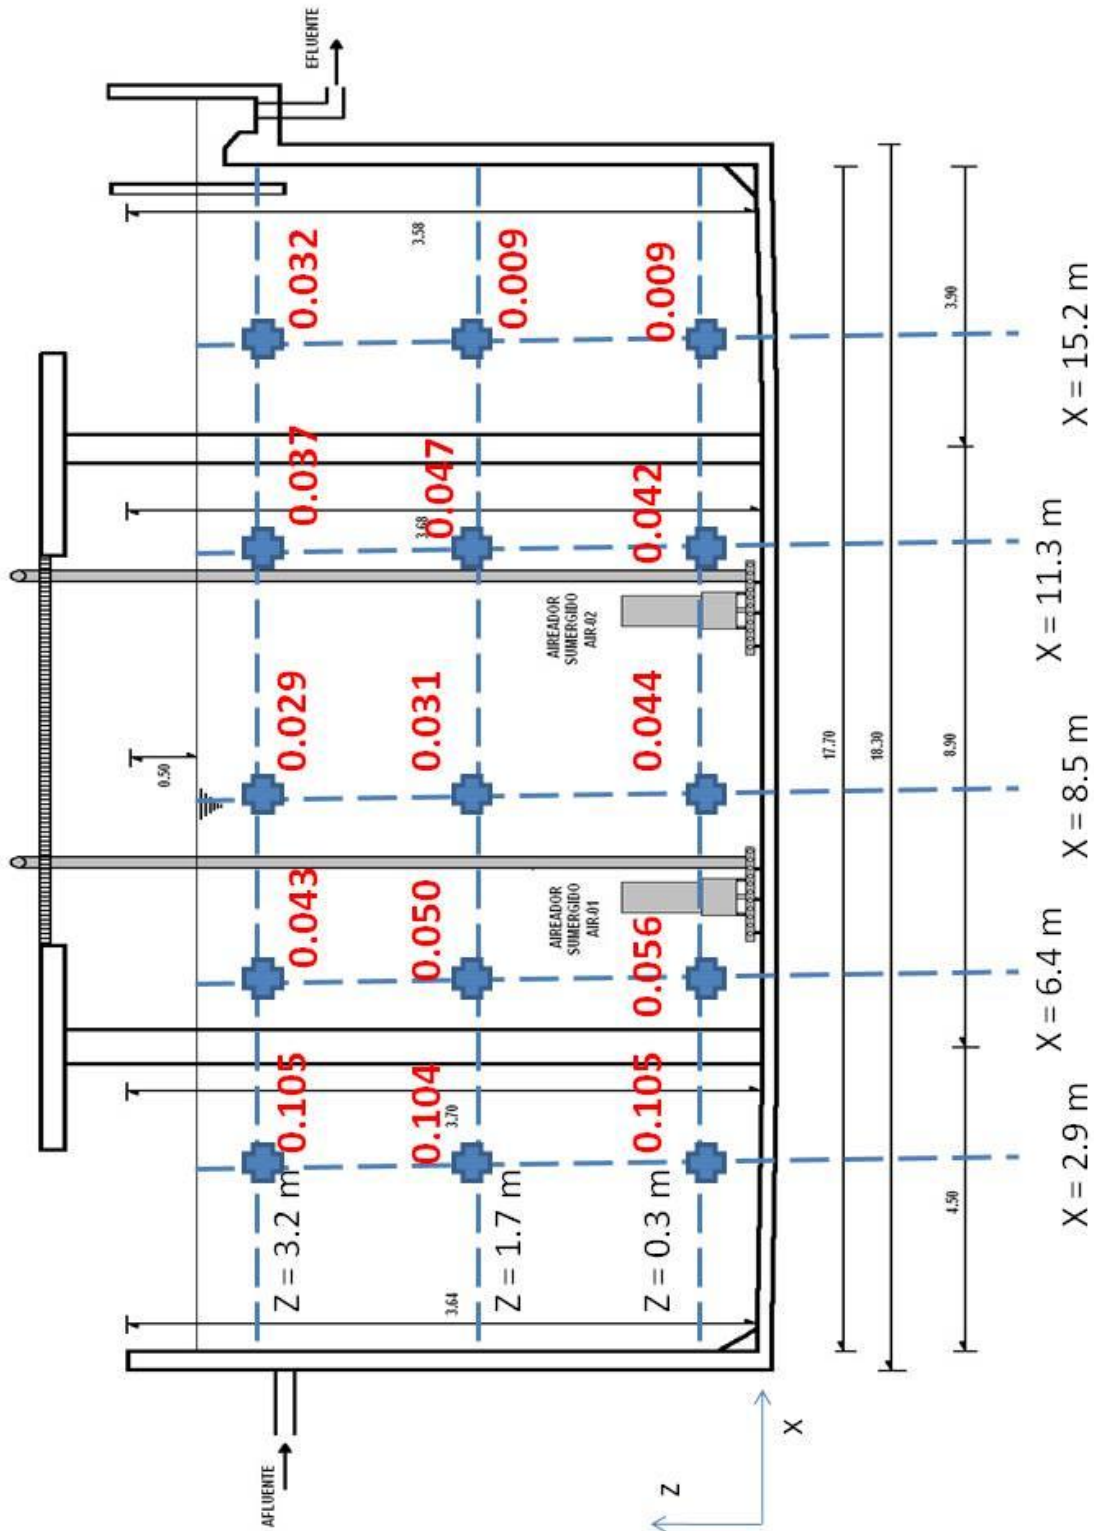 EFLUENTE
0.50
3.58
3.68
3.70
3.64
0.105
0.043
0.029
0.037
0.032
Z = 3.2 m
0.104
0.050
0.031
0.047
0.009
Z = 1.7 m
AIREADOR
SUMERGIDO
AIR-01
AIREADOR
SUMERGIDO
AIR-02
0.105
0.056
0.044
0.042
0.009
Z = 0.3 m
AFLUENTE
Z
X
17.70
18.30
4.50
8.90
3.90
X = 2.9 m
X = 6.4 m
X = 8.5 m
X = 11.3 m
X = 15.2 m